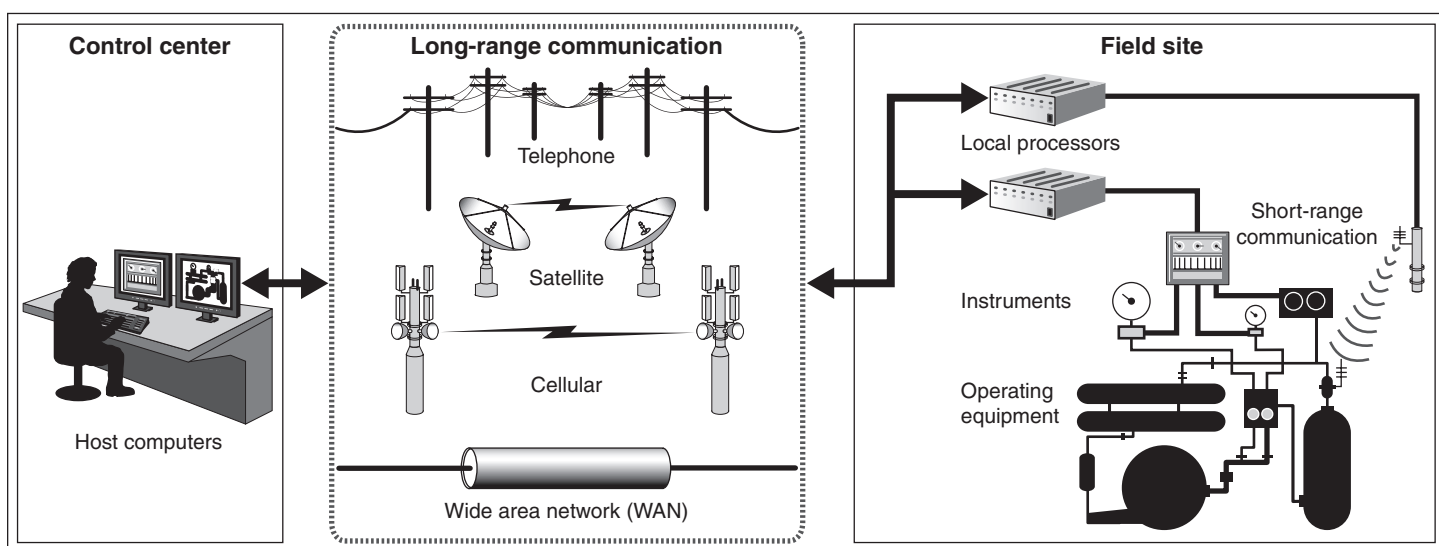 Control center
Host computers
Long-range communication
Telephone
Satellite
Cellular
Wide area network (WAN)
Field site
Local processors
Short-range
communication
Instruments
Operating
equipment